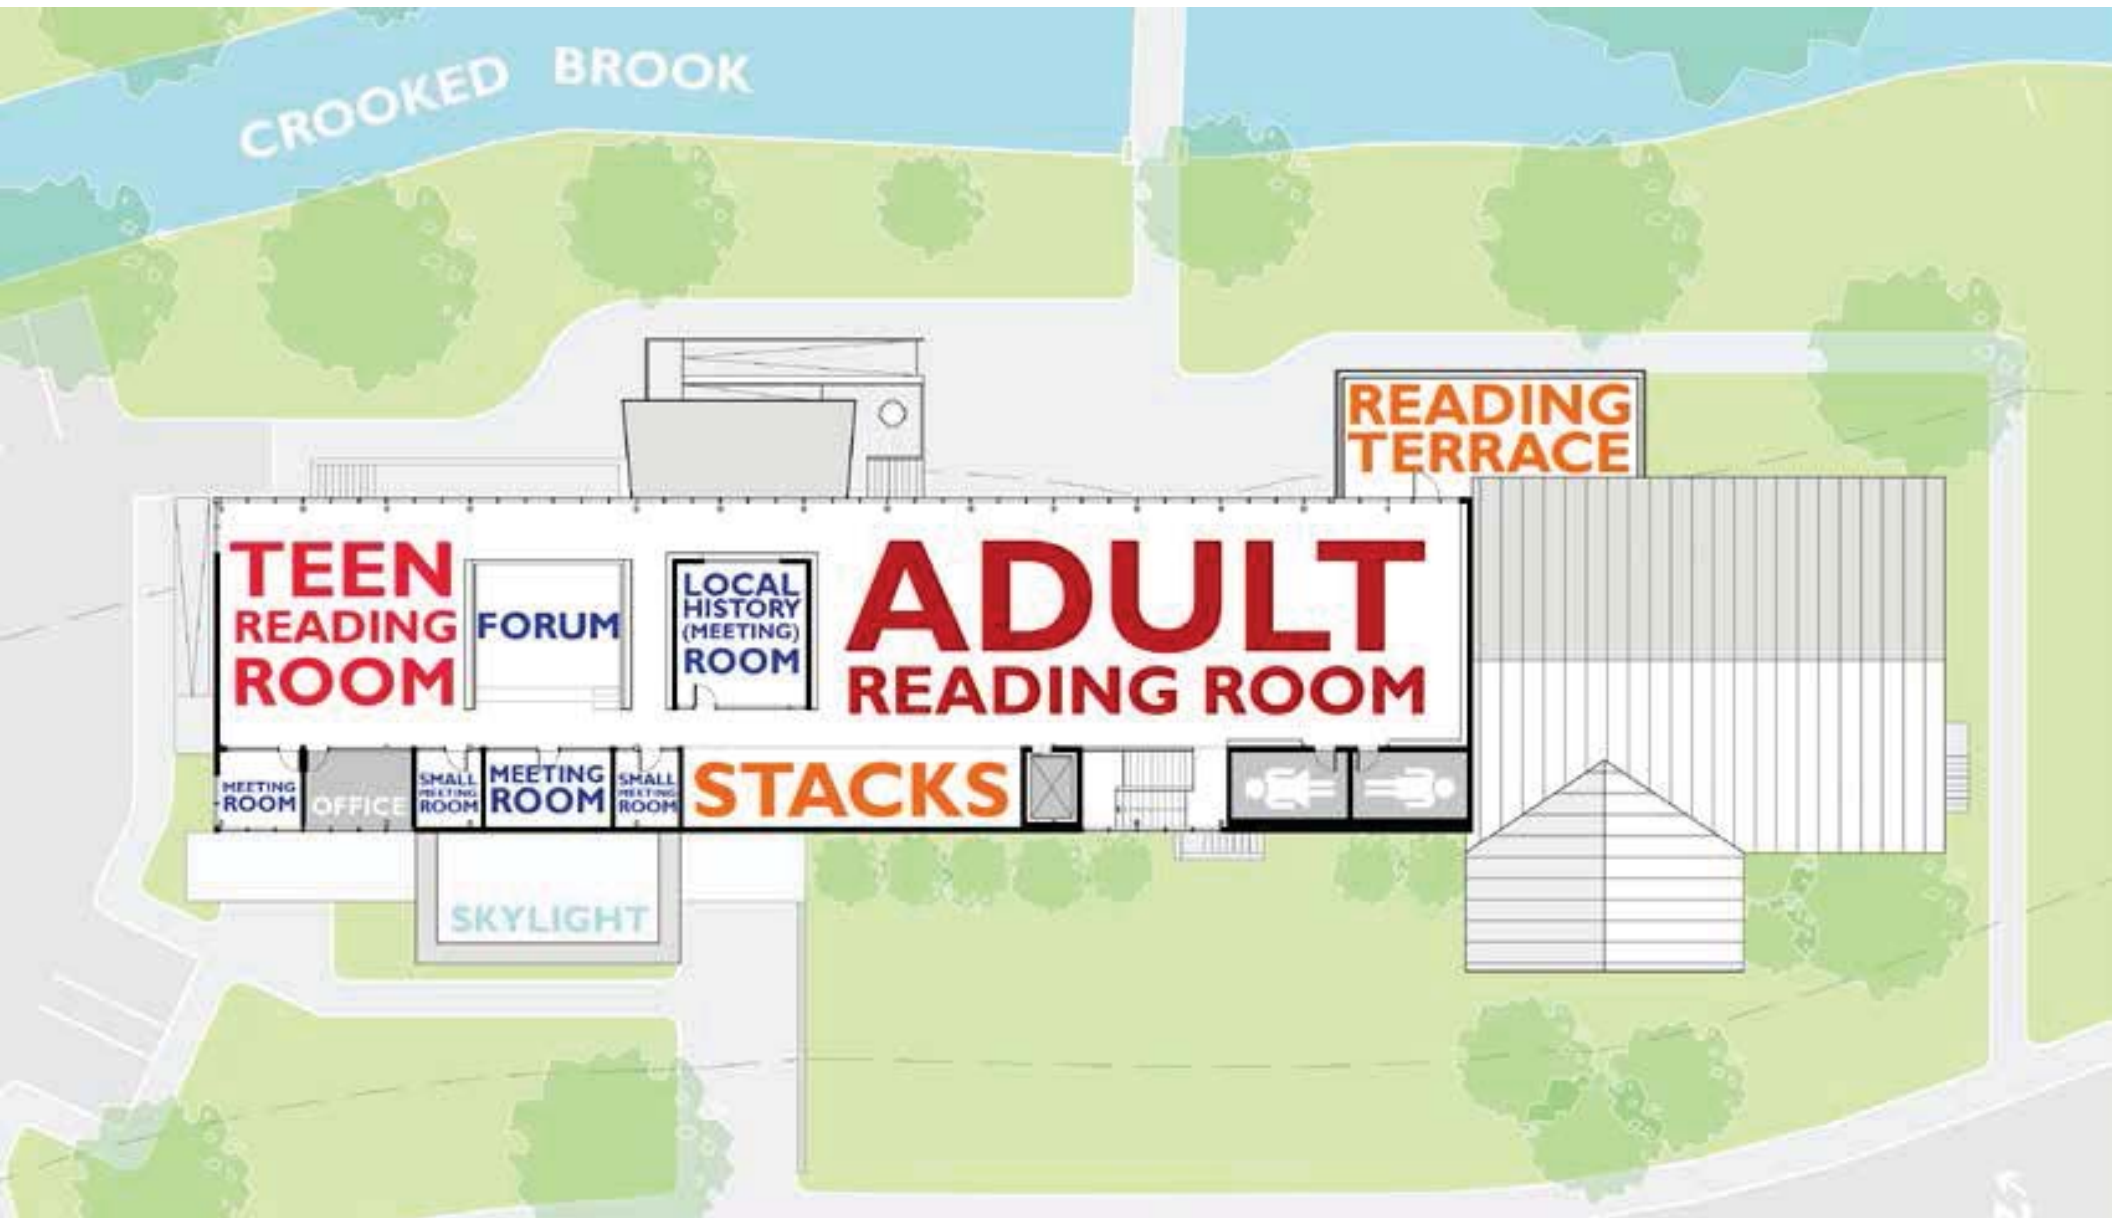 CROOKED BROOK
READING
TERRACE
TEEN
READING
ROOM
FORUM
LOCAL
HISTORY
(MEETING)
ROOM
ADULT
READING ROOM
MEETING
ROOM
OFFICE
SMALL
MEETING
ROOM
MEETING
ROOM
SMALL
MEETING
ROOM
STACKS
SKYLIGHT